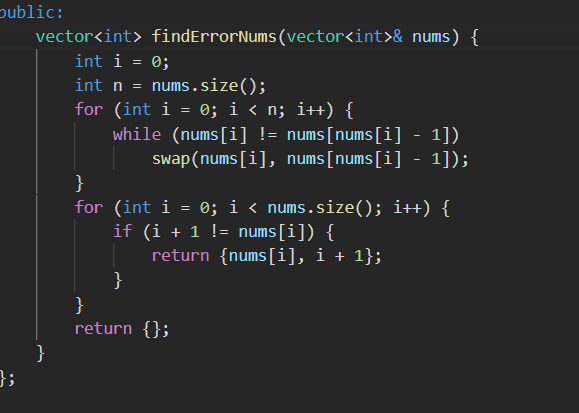 public:
    vector<int> findErrorNums(vector<int>& nums) {
        int i = 0;
        int n = nums.size();
        for (int i = 0; i < n; i++) {
            while (nums[i] != nums[nums[i] - 1])
                swap(nums[i], nums[nums[i] - 1]);
        }
        for (int i = 0; i < nums.size(); i++) {
            if (i + 1 != nums[i]) {
                return {nums[i], i + 1};
            }
        }
        return {};
    }
};